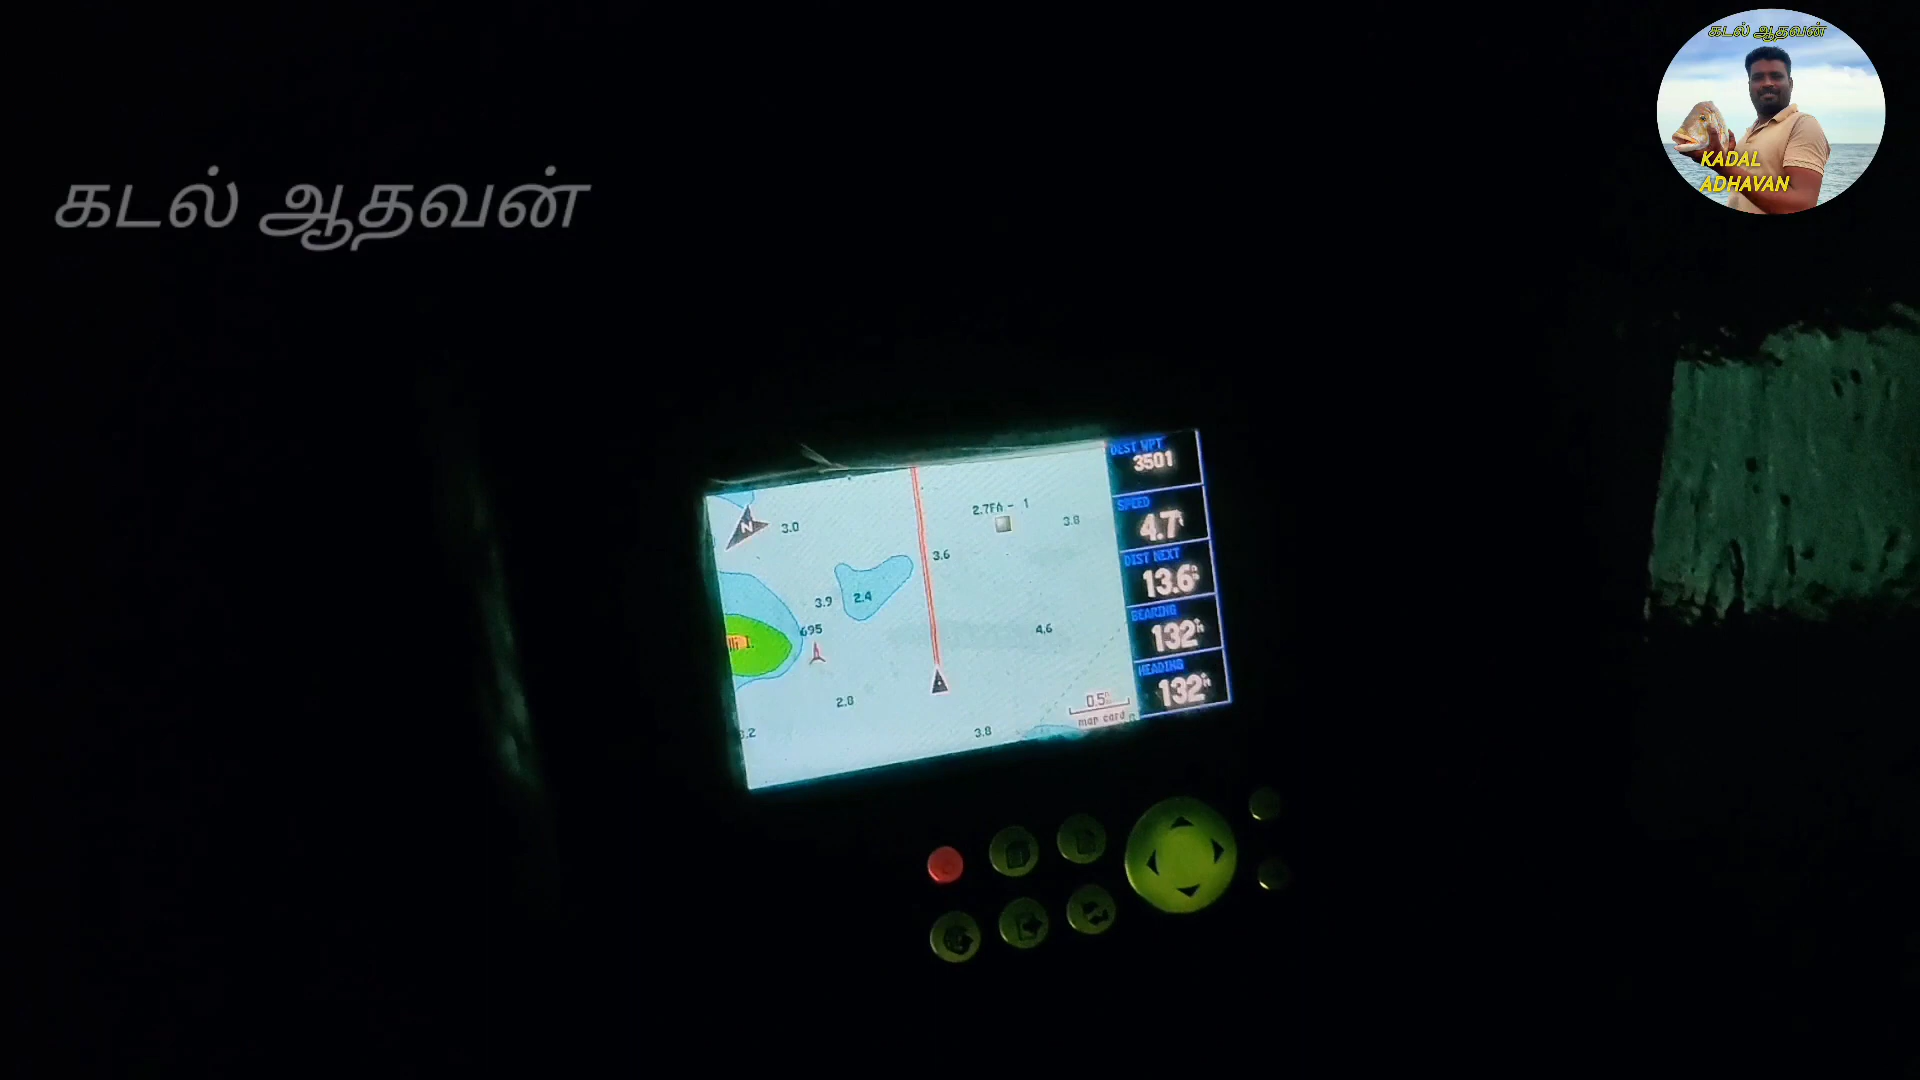 கடல் ஆதவன்
KADAL
ADHAVAN
கடல் ஆதவன்
DEST WPT
3501
SPEED
4.7
DIST NEXT
13.6
BEARING
132
HEADING
132
N
3.0
2.7FA - 1
3.8
3.6
3.9
2.4
695
4.6
2.8
3.8
0.5
map card